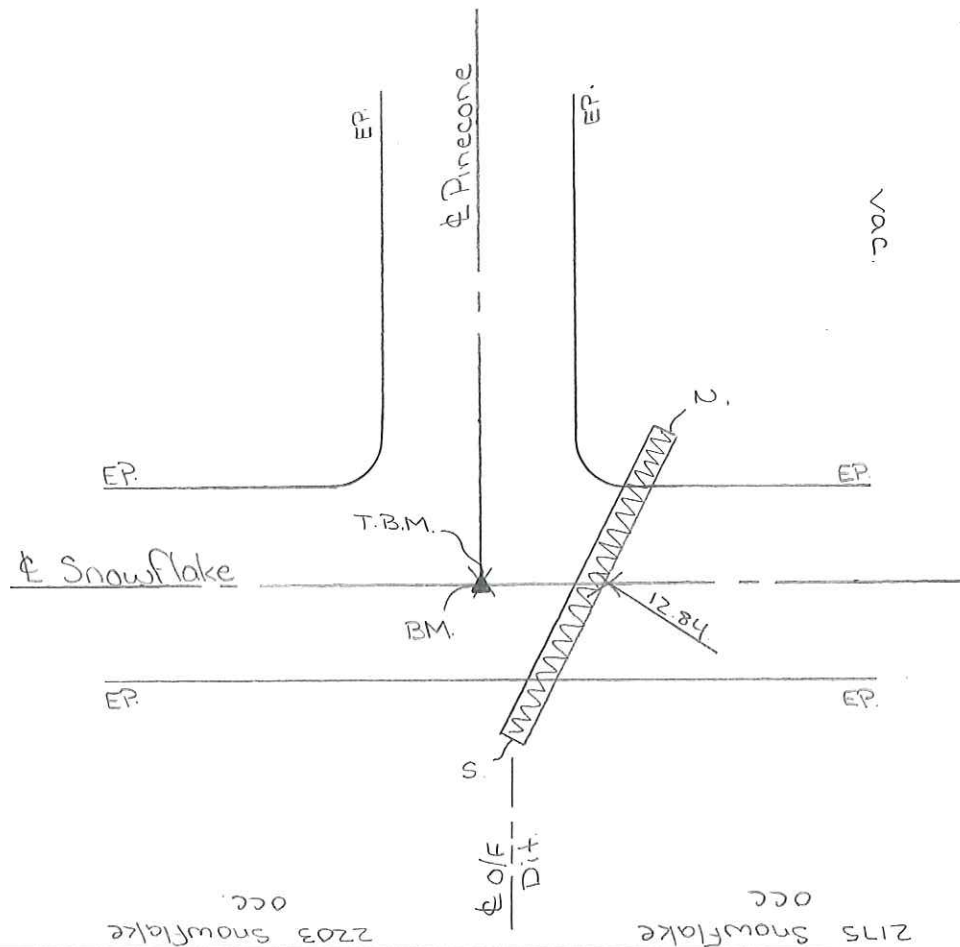 EP.
℄ Pinecone
EP.
vac.
N.
EP.
EP.
T.B.M.
℄ Snowflake
BM.
12.84
EP.
EP.
S.
℄ O/F
Dit.
2203 Snowflake
occ.
2175 Snowflake
occ